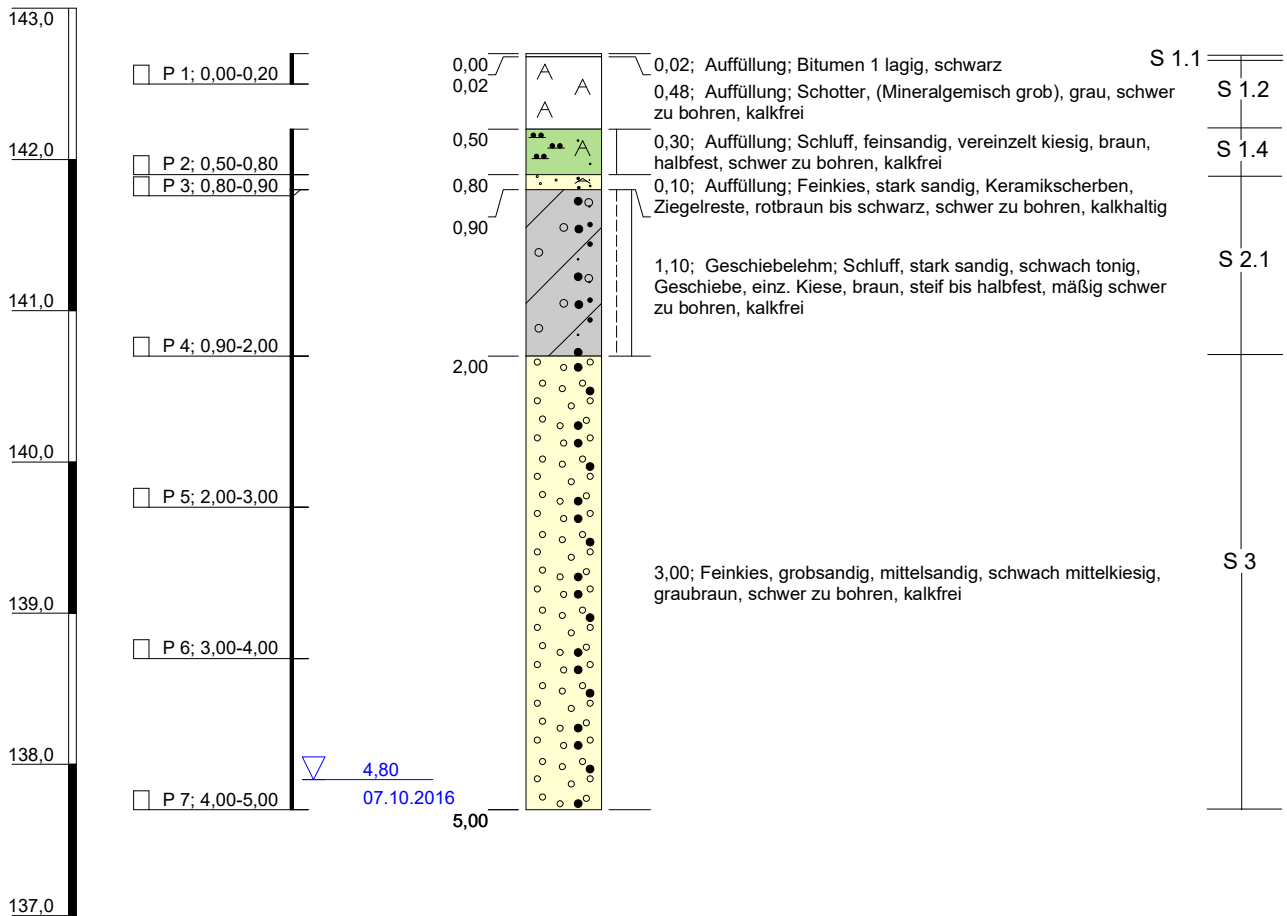 143,0
142,0
141,0
140,0
139,0
138,0
137,0
P 1; 0,00-0,20
P 2; 0,50-0,80
P 3; 0,80-0,90
P 4; 0,90-2,00
P 5; 2,00-3,00
P 6; 3,00-4,00
P 7; 4,00-5,00
4,80
07.10.2016
0,00
0,02
0,50
0,80
0,90
2,00
5,00
0,02; Auffüllung; Bitumen 1 lagig, schwarz
0,48; Auffüllung; Schotter, (Mineralgemisch grob), grau, schwer
zu bohren, kalkfrei
0,30; Auffüllung; Schluff, feinsandig, vereinzelt kiesig, braun,
halbfest, schwer zu bohren, kalkfrei
0,10; Auffüllung; Feinkies, stark sandig, Keramikscherben,
Ziegelreste, rotbraun bis schwarz, schwer zu bohren, kalkhaltig
1,10; Geschiebelehm; Schluff, stark sandig, schwach tonig,
Geschiebe, einz. Kiese, braun, steif bis halbfest, mäßig schwer
zu bohren, kalkfrei
3,00; Feinkies, grobsandig, mittelsandig, schwach mittelkiesig,
graubraun, schwer zu bohren, kalkfrei
S 1.1
S 1.2
S 1.4
S 2.1
S 3